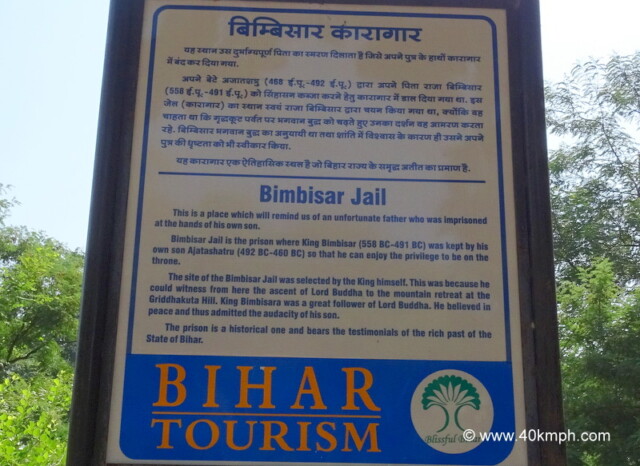 बिम्बिसार कारागार
यह स्थान उस दुर्भाग्यपूर्ण पिता का स्मरण दिलाता है जिसे अपने पुत्र के हाथों कारागार
में बंद कर दिया गया.
अपने बेटे अजातशत्रु (468 ई.पू.-492 ई.पू.) द्वारा अपने पिता राजा बिम्बिसार
(558 ई.पू.-491 ई.पू.) को सिंहासन कब्जा करने हेतु कारागार में डाल दिया गया था. इस
जेल (कारागार) का स्थान स्वयं राजा बिम्बिसार द्वारा चयन किया गया था, क्योंकि वह
चाहता था कि गृद्धकूट पर्वत पर भगवान बुद्ध को चढ़ते हुए उनका दर्शन वह आमरण करता
रहे. बिम्बिसार भगवान बुद्ध का अनुयायी था तथा शांति में विश्वास के कारण ही उसने अपने
पुत्र की धृष्टता को भी स्वीकार किया.
यह कारागार एक ऐतिहासिक स्थल है जो बिहार राज्य के समृद्ध अतीत का प्रमाण है.
Bimbisar Jail
This is a place which will remind us of an unfortunate father who was imprisoned
at the hands of his own son.
Bimbisar Jail is the prison where King Bimbisar (558 BC-491 BC) was kept by his
own son Ajatashatru (492 BC-460 BC) so that he can enjoy the privilege to be on the
throne.
The site of the Bimbisar Jail was selected by the King himself. This was because he
could witness from here the ascent of Lord Buddha to the mountain retreat at the
Griddhakuta Hill. King Bimbisara was a great follower of Lord Buddha. He believed in
peace and thus admitted the audacity of his son.
The prison is a historical one and bears the testimonials of the rich past of the
State of Bihar.
BIHAR
TOURISM
Blissful
© www.40kmph.com